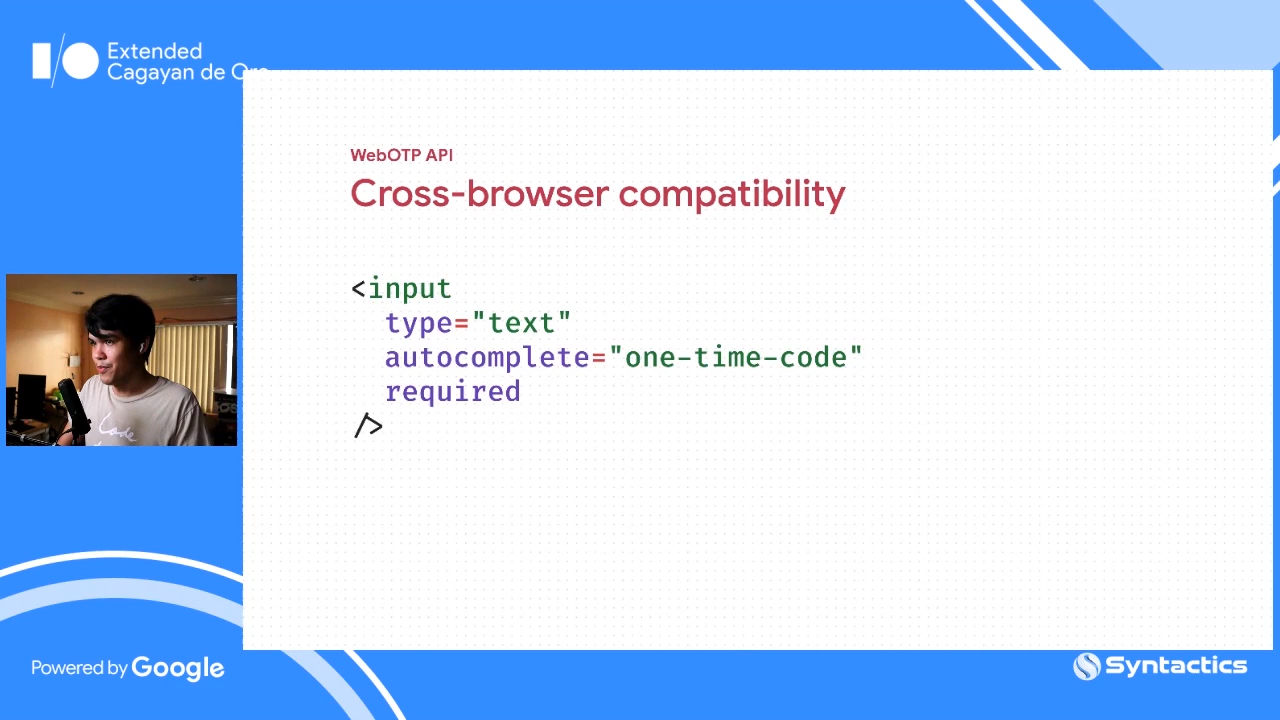 I/O Extended
Cagayan de Oro
WebOTP API
Cross-browser compatibility
<input
type="text"
autocomplete="one-time-code"
required
/>
Code
Powered by Google
Syntactics